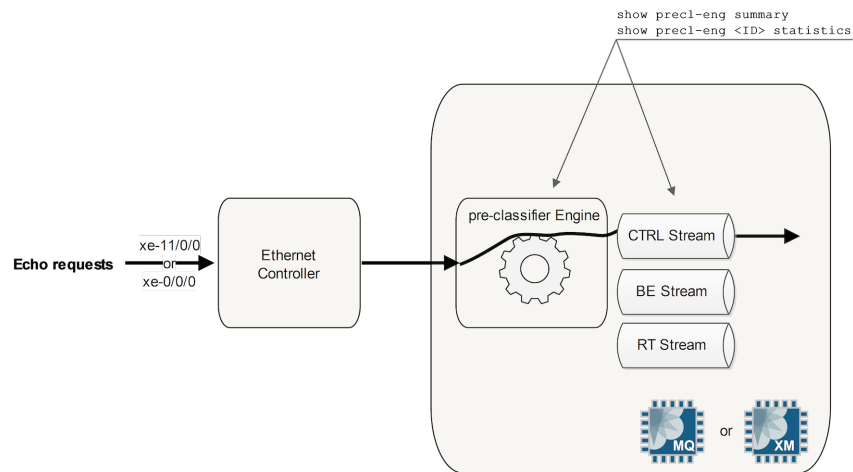 show precl-eng summary
show precl-eng <ID> statistics
pre-classifier Engine
CTRL Stream
xe-11/0/0
Echo requests
or
xe-0/0/0
Ethernet
Controller
BE Stream
RT Stream
MQ
or
XM